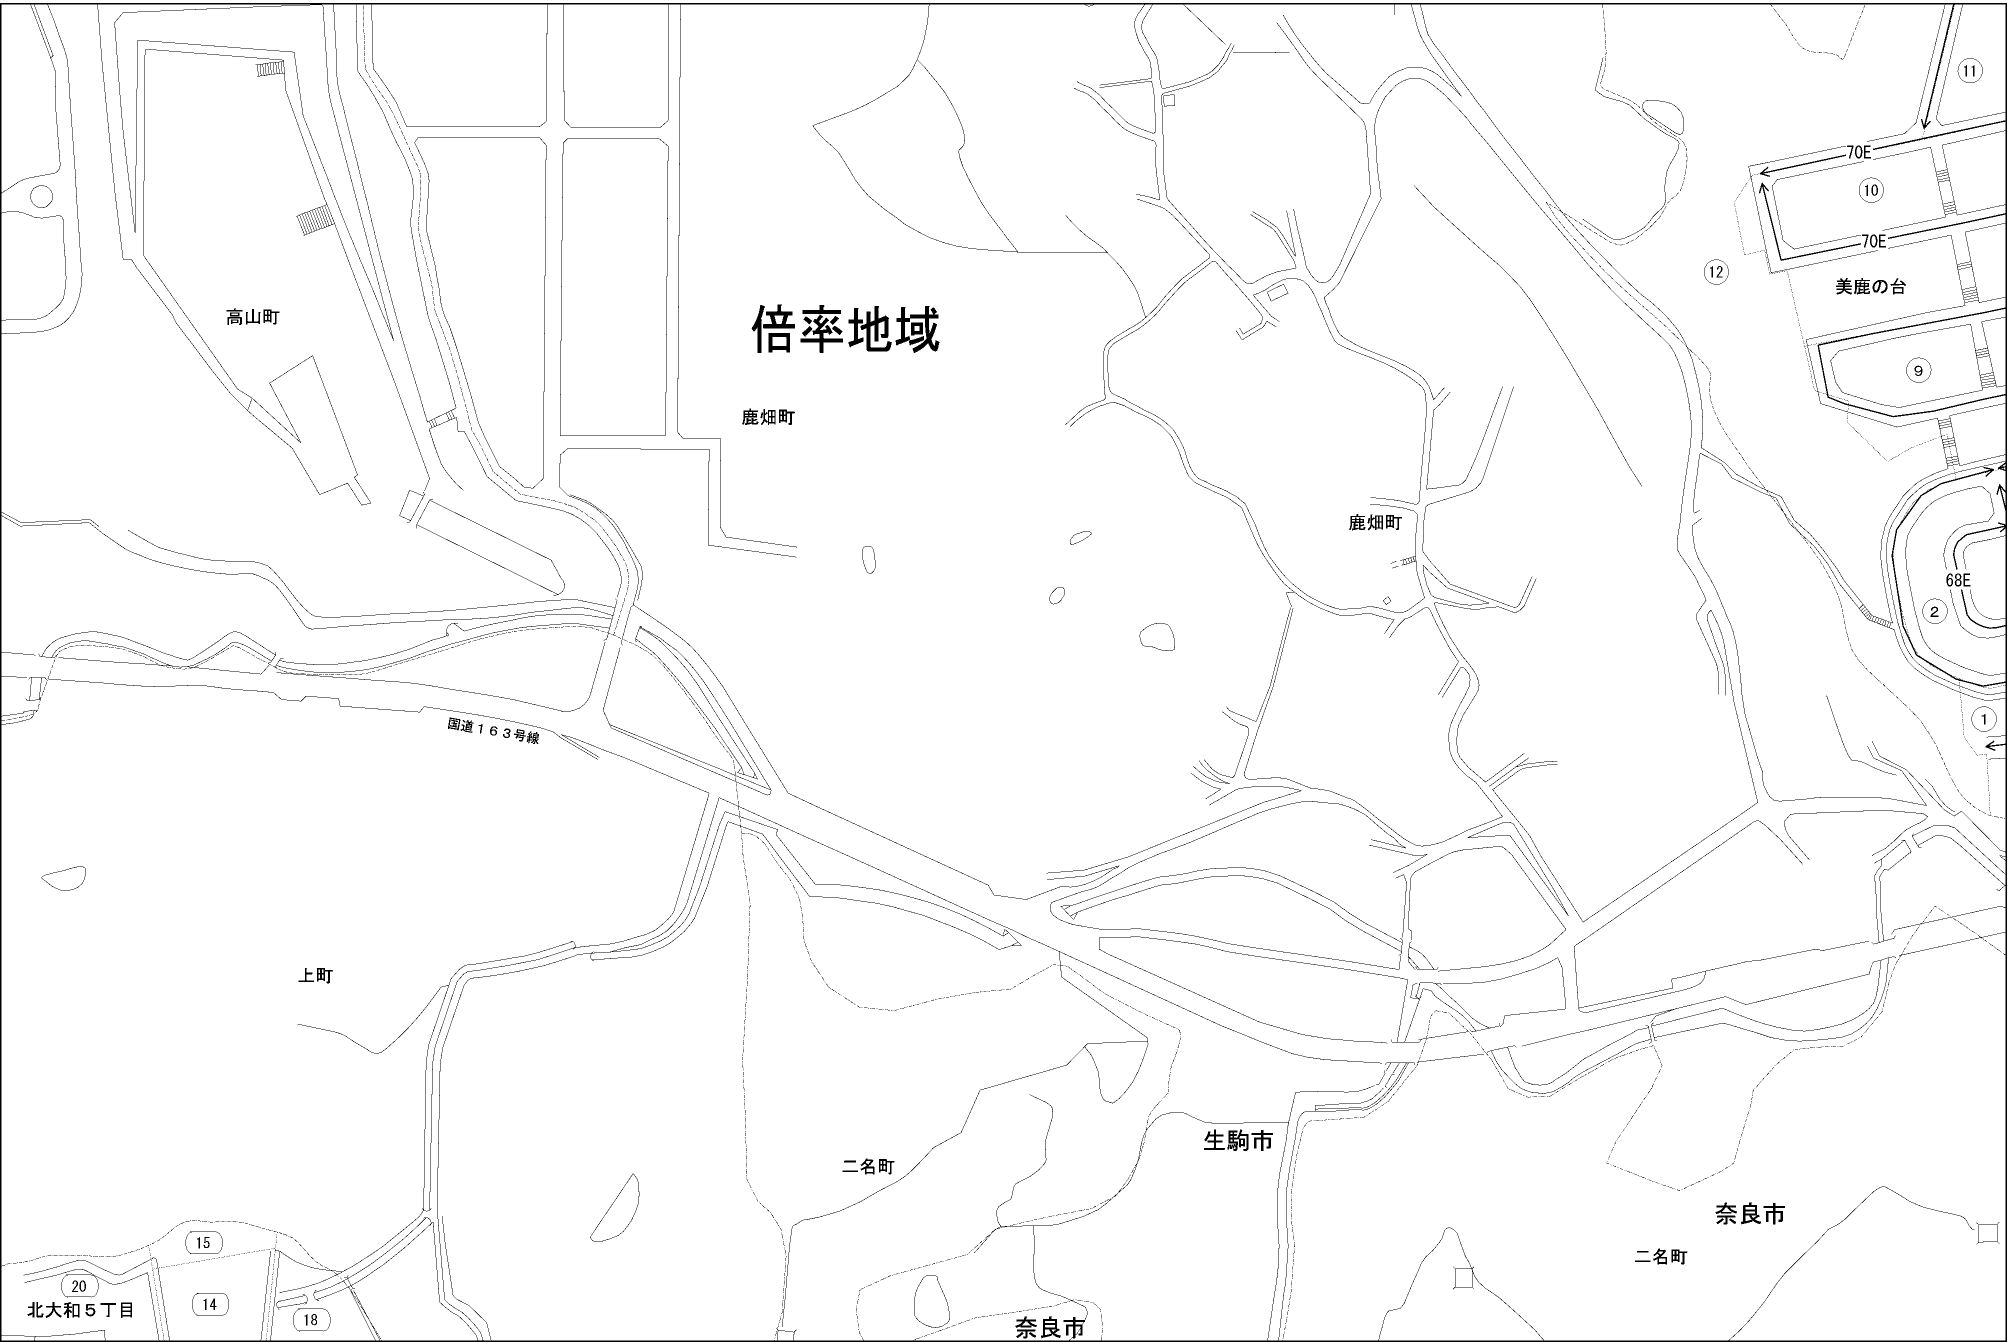 11
70E
10
70E
12
美鹿の台
高山町
倍率地域
9
鹿畑町
鹿畑町
68E
2
1
国道１６３号線
上町
生駒市
二名町
奈良市
15
二名町
20
14
北大和５丁目
18
奈良市